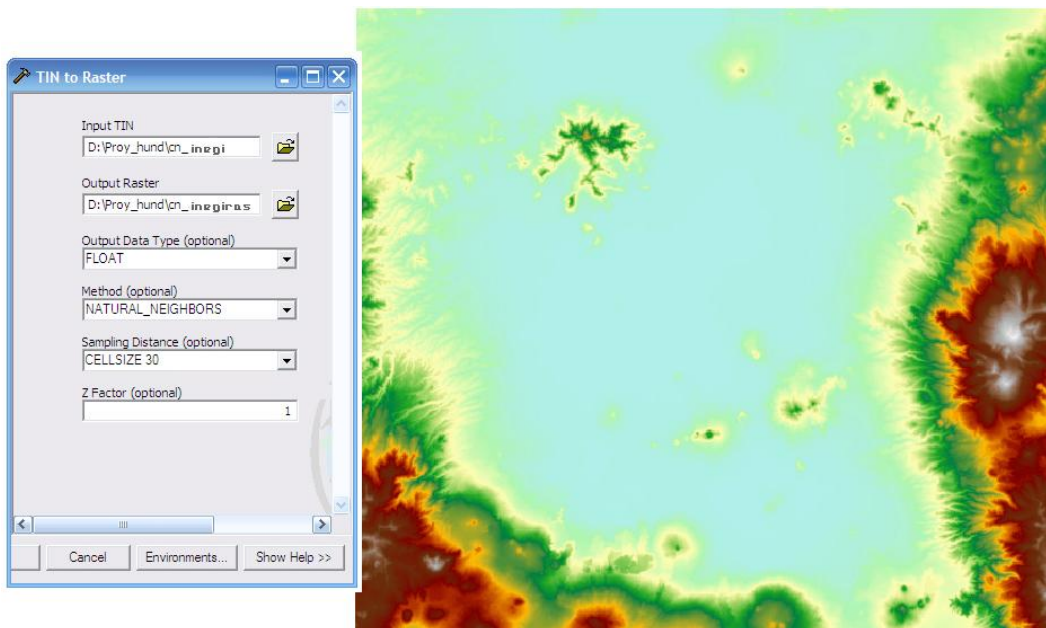 TIN to Raster
Input TIN
D:\Proy_hund\cn_inegi
Output Raster
D:\Proy_hund\cn_inegiras
Output Data Type (optional)
FLOAT
Method (optional)
NATURAL_NEIGHBORS
Sampling Distance (optional)
CELLSIZE 30
Z Factor (optional)
1
Cancel
Environments...
Show Help >>